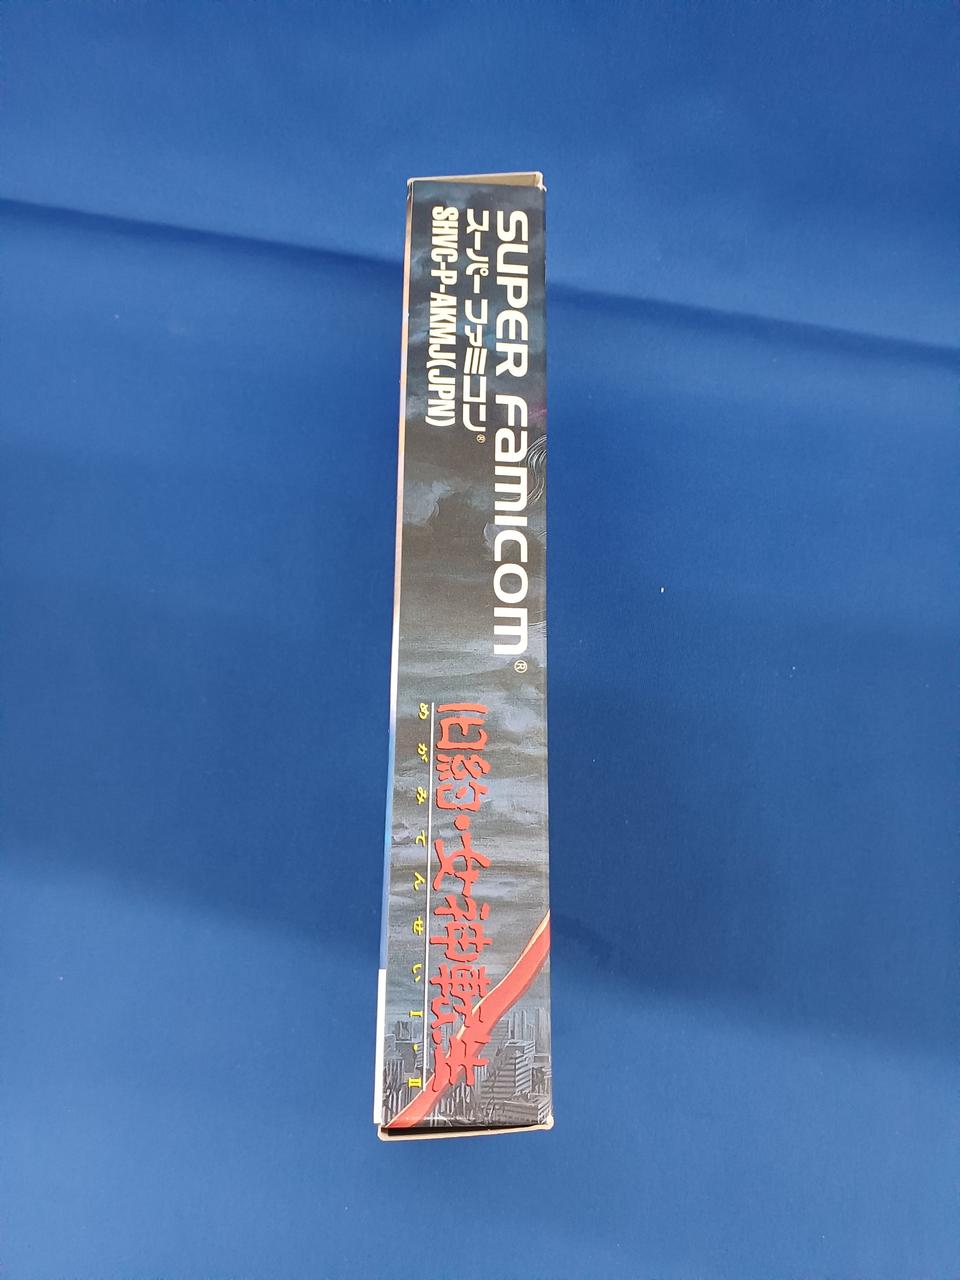 SUPER FAMICOM®
スーパーファミコン®
SHVC-P-AKMJ(JPN)
旧約・女神転生
めがみてんせいI・II